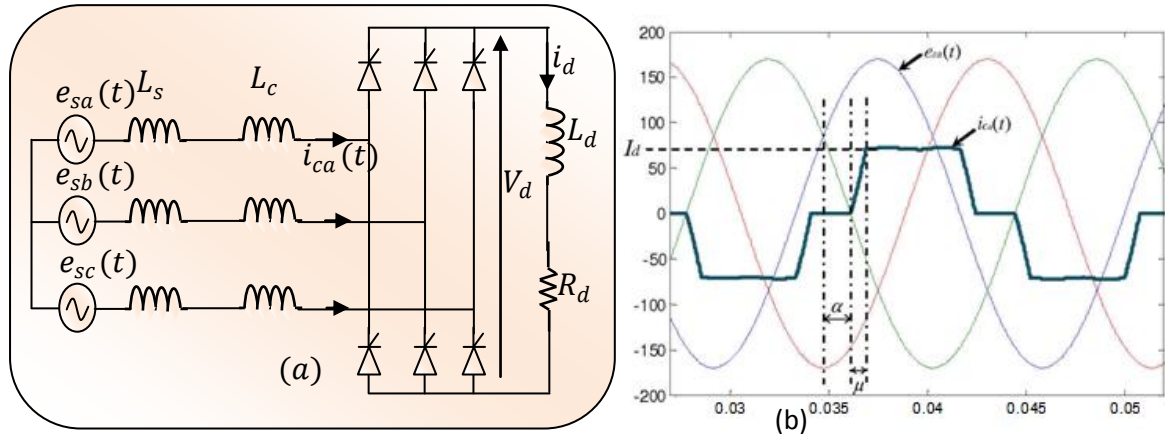 e_sa(t)
L_s
L_c
i_ca(t)
e_sb(t)
e_sc(t)
V_d
i_d
L_d
R_d
(a)
200
150
100
I_d
50
0
-50
-100
-150
-200
e_sa(t)
i_ca(t)
α
μ
0.03
0.035
0.04
0.045
0.05
(b)